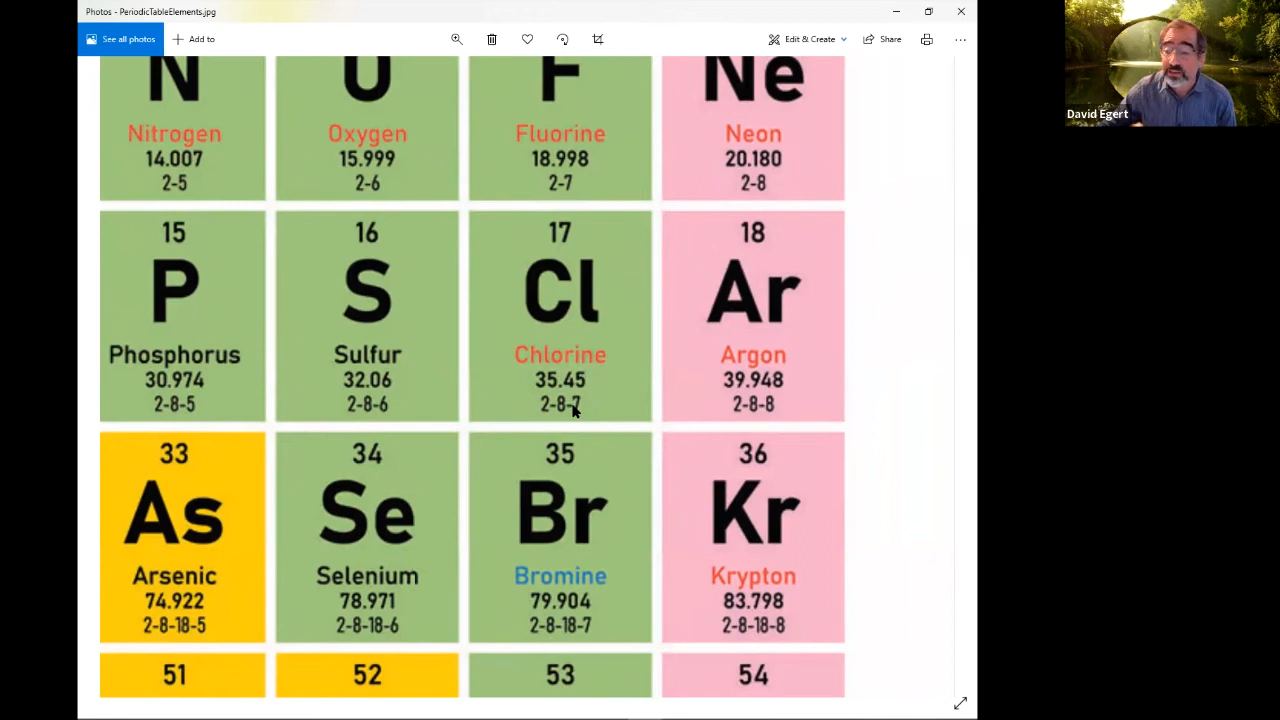 Photos - PeriodicTableElements.jpg
See all photos
Add to
Edit & Create
Share
David Egert
N O F Ne
Nitrogen Oxygen Fluorine Neon
14.007 15.999 18.998 20.180
2-5 2-6 2-7 2-8
15 16 17 18
P S Cl Ar
Phosphorus Sulfur Chlorine Argon
30.974 32.06 35.45 39.948
2-8-5 2-8-6 2-8-7 2-8-8
33 34 35 36
As Se Br Kr
Arsenic Selenium Bromine Krypton
74.922 78.971 79.904 83.798
2-8-18-5 2-8-18-6 2-8-18-7 2-8-18-8
51 52 53 54